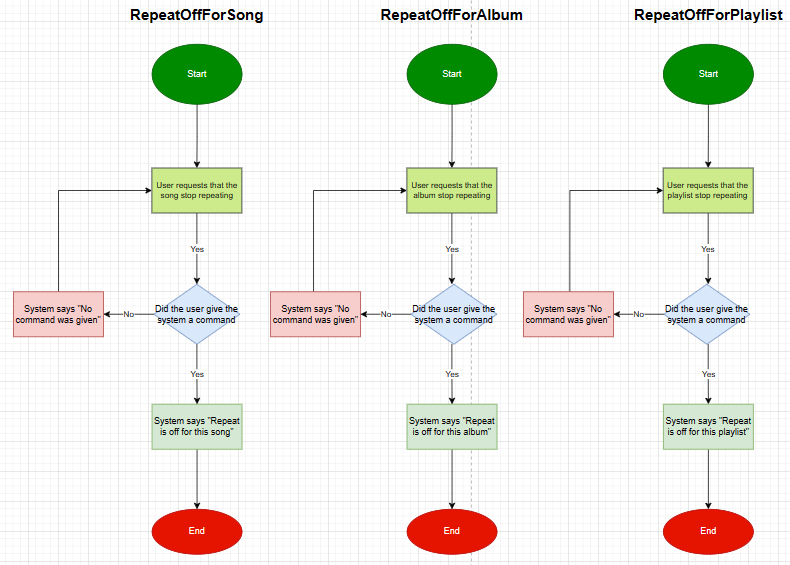 RepeatOffForSong
Start
User requests that the
song stop repeating
Yes
Did the user give the
system a command
No
System says "No
command was given"
Yes
System says "Repeat
is off for this song"
End
RepeatOffForAlbum
Start
User requests that the
album stop repeating
Yes
Did the user give the
system a command
No
System says "No
command was given"
Yes
System says "Repeat
is off for this album"
End
RepeatOffForPlaylist
Start
User requests that the
playlist stop repeating
Yes
Did the user give the
system a command
No
System says "No
command was given"
Yes
System says "Repeat
is off for this playlist"
End